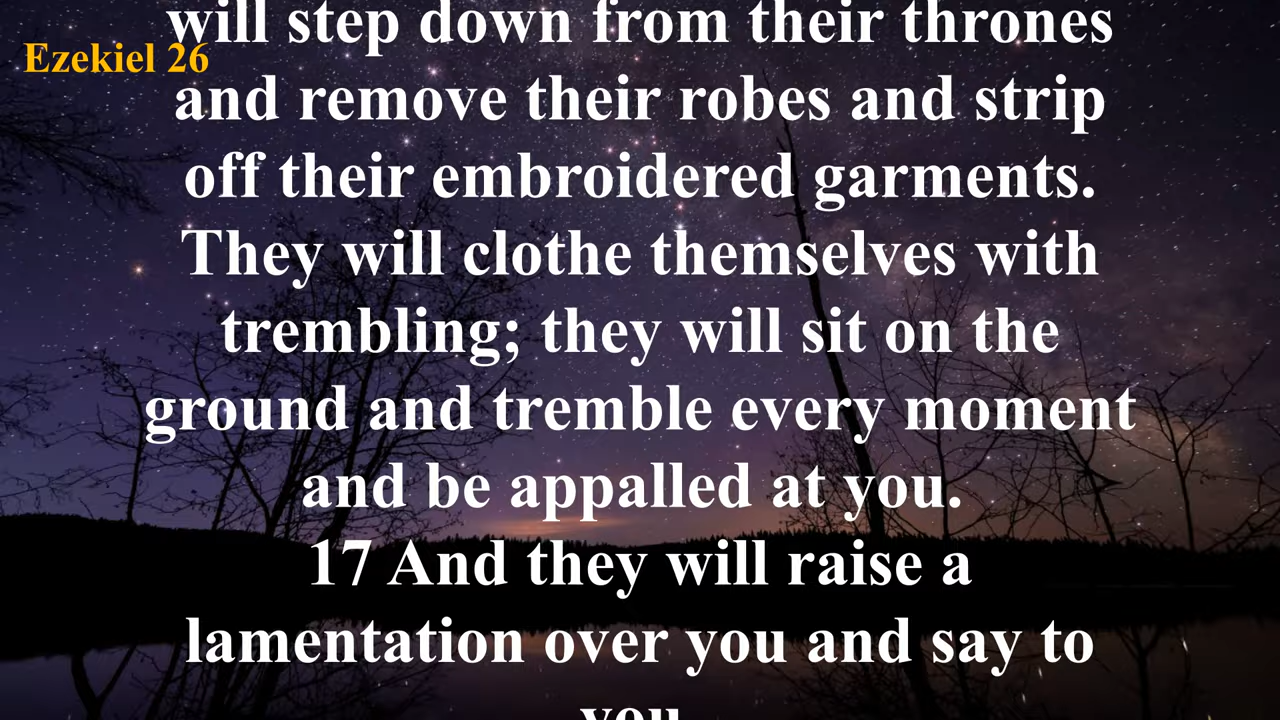 will step down from their thrones
Ezekiel 26
and remove their robes and strip
off their embroidered garments.
They will clothe themselves with
trembling; they will sit on the
ground and tremble every moment
and be appalled at you.
17 And they will raise a
lamentation over you and say to
you